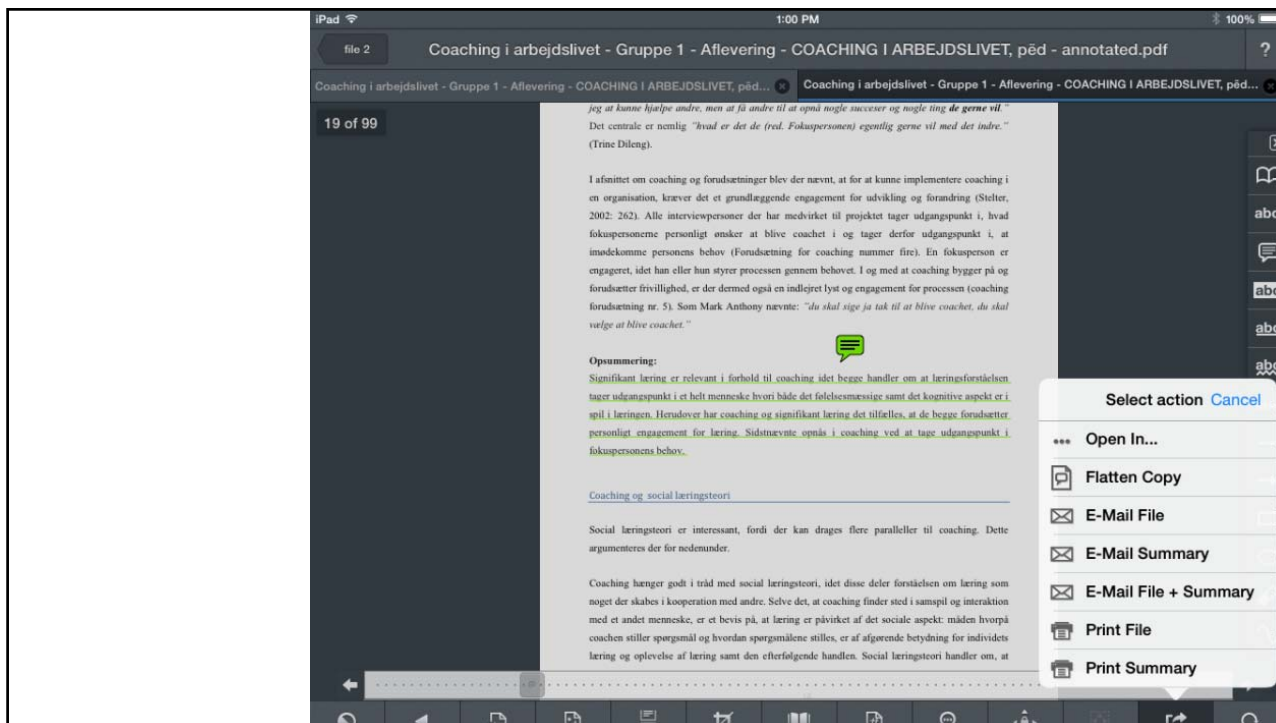 iPad
1:00 PM
100%
file 2
Coaching i arbejdslivet - Gruppe 1 - Aflevering - COACHING I ARBEJDSLIVET, pëd - annotated.pdf
?
Coaching i arbejdslivet - Gruppe 1 - Aflevering - COACHING I ARBEJDSLIVET, pëd...
Coaching i arbejdslivet - Gruppe 1 - Aflevering - COACHING I ARBEJDSLIVET, pëd...
19 of 99
jeg at kunne hjælpe andre, men at få andre til at opnå nogle succeser og nogle ting de gerne vil."
Det centrale er nemlig "hvad er det de (red. Fokuspersonen) egentlig gerne vil med det indre."
(Trine Dileng).
I afsnittet om coaching og forudsætninger blev der nævnt, at for at kunne implementere coaching i
en organisation, kræver det et grundlæggende engagement for udvikling og forandring (Stelter,
2002: 262). Alle interviewpersoner der har medvirket til projektet tager udgangspunkt i, hvad
fokuspersonerne personligt ønsker at blive coachet i og tager derfor udgangspunkt i, at
imødekomme personens behov (Forudsætning for coaching nummer fire). En fokusperson er
engageret, idet han eller hun styrer processen gennem behovet. I og med at coaching bygger på og
forudsætter frivillighed, er der dermed også en indlejret lyst og engagement for processen (coaching
forudsætning nr. 5). Som Mark Anthony nævnte: "du skal sige ja tak til at blive coachet, du skal
vælge at blive coachet."
Opsummering:
Signifikant læring er relevant i forhold til coaching idet begge handler om at læringsforståelsen
tager udgangspunkt i et helt menneske hvori både det følelsesmæssige samt det kognitive aspekt er i
spil i læringen. Herudover har coaching og signifikant læring det tilfælles, at de begge forudsætter
personligt engagement for læring. Sidstnævnte opnås i coaching ved at tage udgangspunkt i
fokuspersonens behov.
Coaching og social læringsteori
Social læringsteori er interessant, fordi der kan drages flere paralleller til coaching. Dette
argumenteres der for nedenunder.
Coaching hænger godt i tråd med social læringsteori, idet disse deler forståelsen om læring som
noget der skabes i kooperation med andre. Selve det, at coaching finder sted i samspil og interaktion
med et andet menneske, er et bevis på, at læring er påvirket af det sociale aspekt: måden hvorpå
coachen stiller spørgsmål og hvordan spørgsmålene stilles, er af afgørende betydning for individets
læring og oplevelse af læring samt den efterfølgende handlen. Social læringsteori handler om, at
abc
abc
abc
abc
Select action Cancel
Open In...
Flatten Copy
E-Mail File
E-Mail Summary
E-Mail File + Summary
Print File
Print Summary